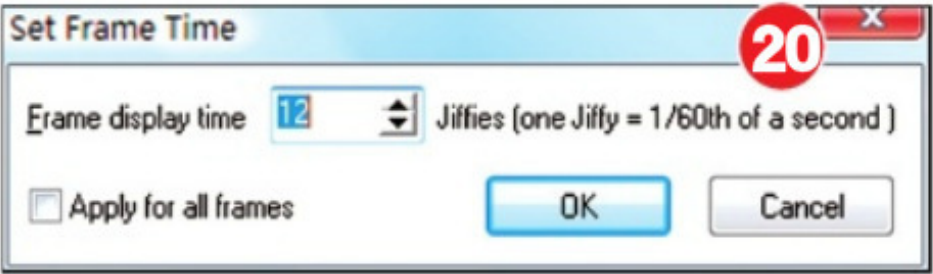 Set Frame Time
20
Frame display time 12 Jiffies (one Jiffy = 1/60th of a second )
Apply for all frames
OK Cancel